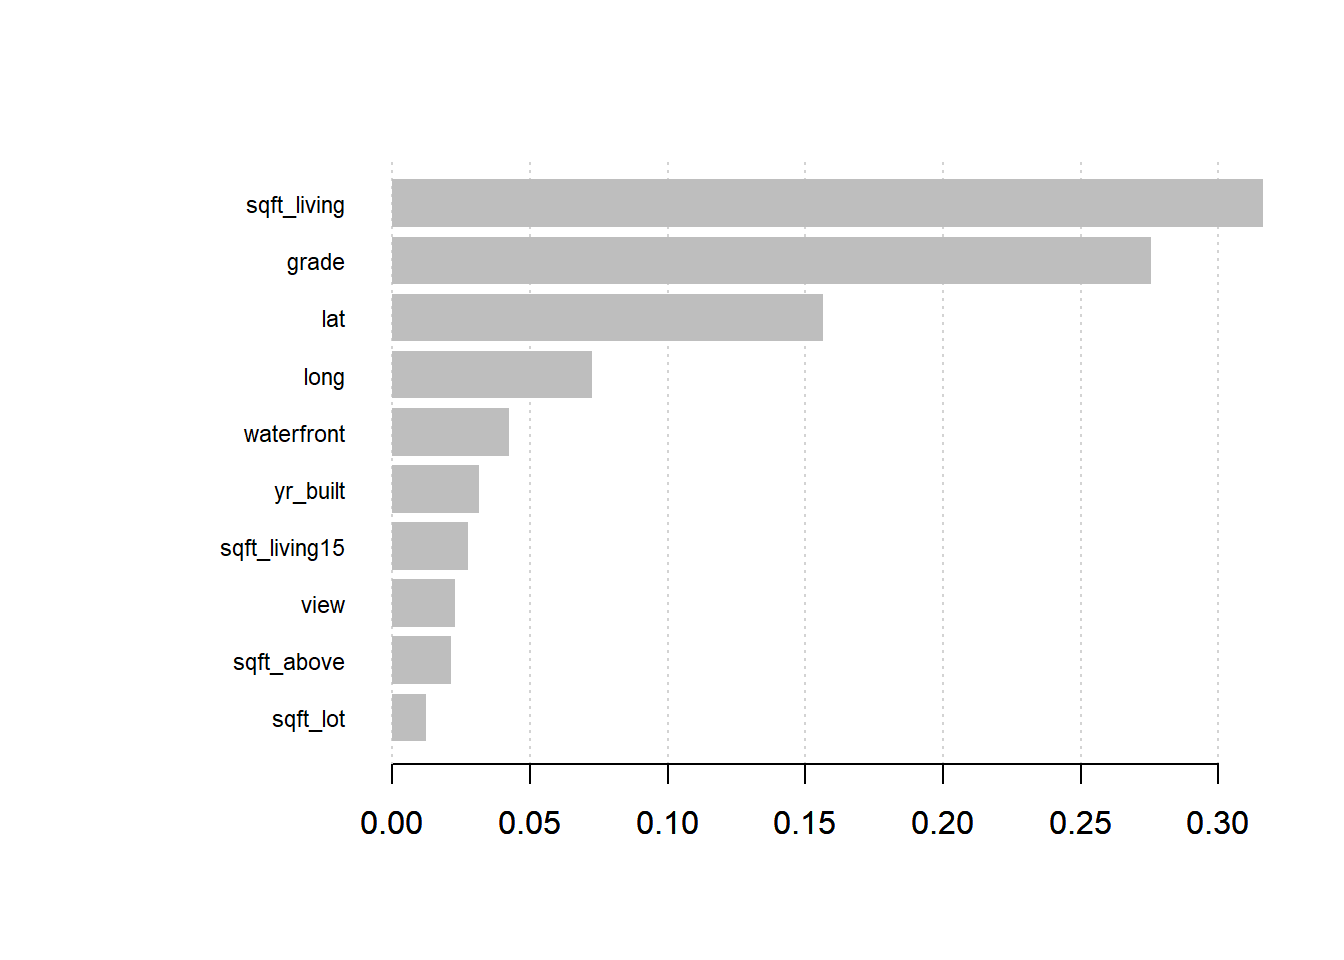 sqft_living
grade
lat
long
waterfront
yr_built
sqft_living15
view
sqft_above
sqft_lot
0.00 0.05 0.10 0.15 0.20 0.25 0.30